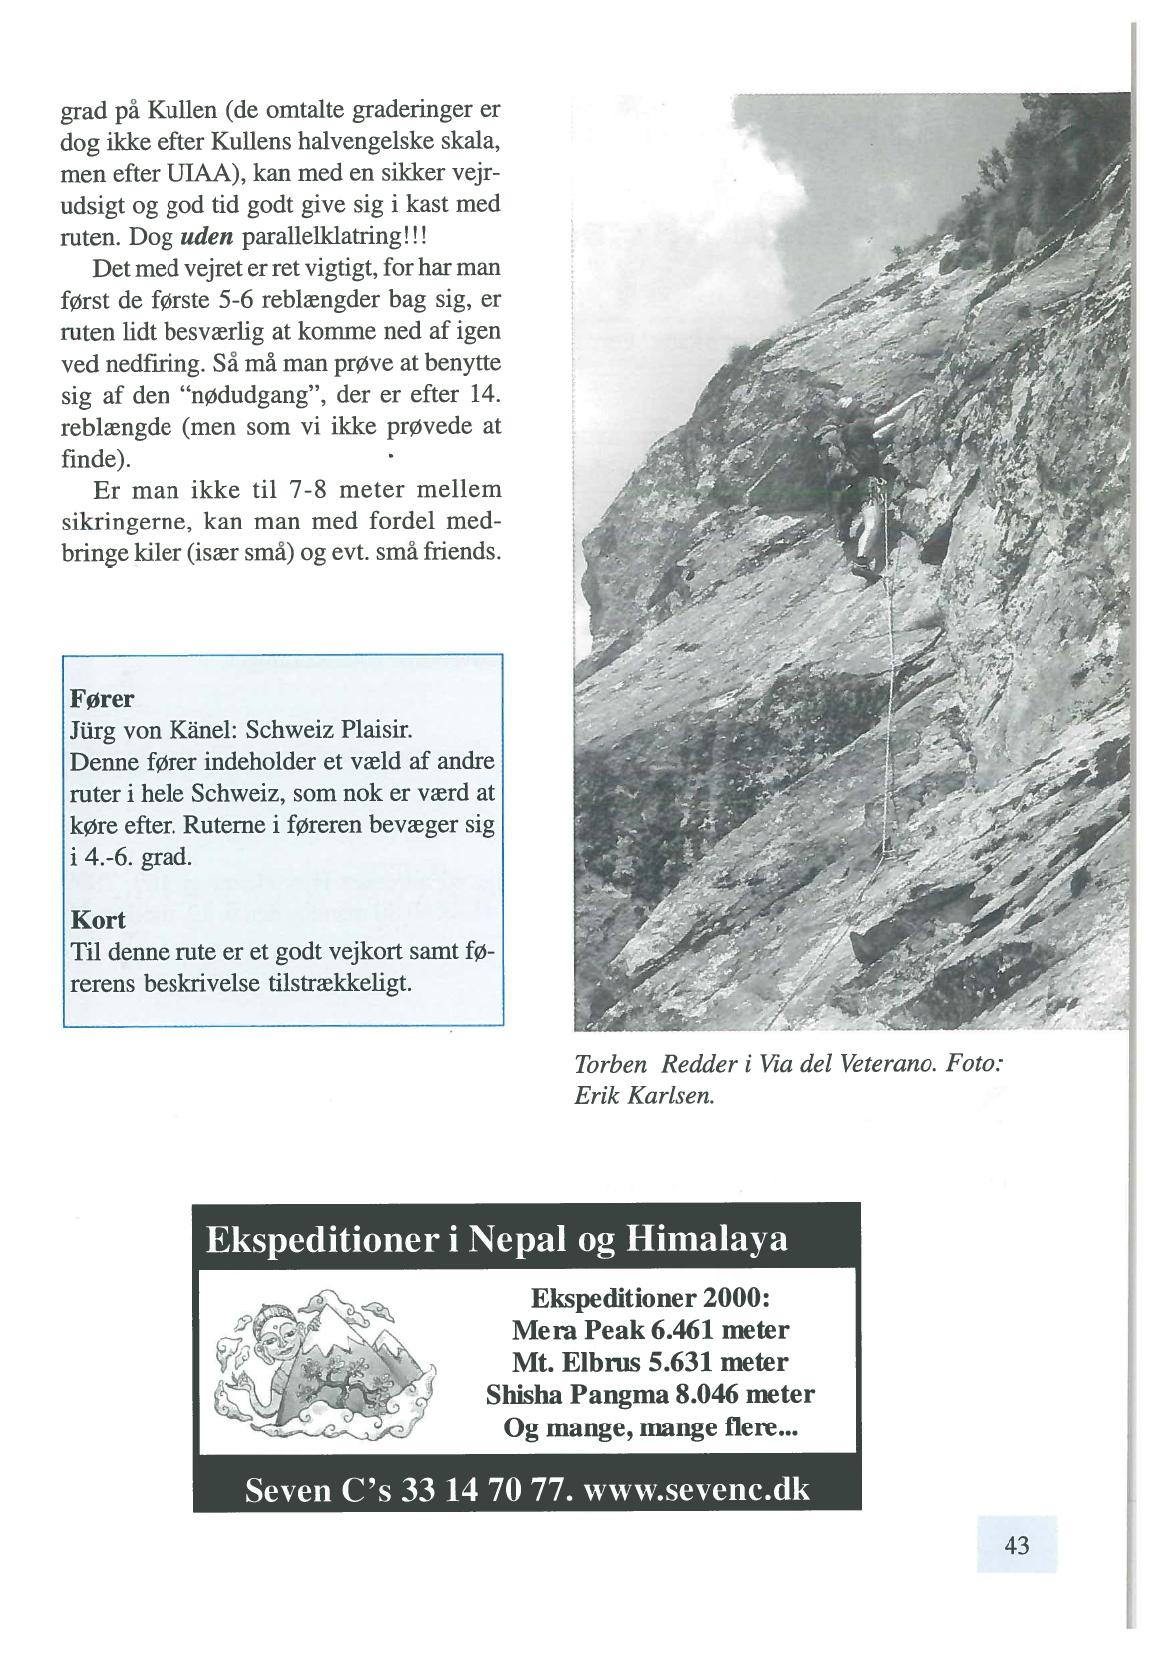 grad på Kullen (de omtalte graderinger er
dog ikke efter Kullens halvengelske skala,
men efter UIAA), kan med en sikker vejr-
udsigt og god tid godt give sig i kast med
ruten. Dog uden parallelklatring!!!
Det med vejret er ret vigtigt, for har man
først de første 5-6 reblængder bag sig, er
ruten lidt besværlig at komme ned af igen
ved nedfiring. Så må man prøve at benytte
sig af den “nødudgang”, der er efter 14.
reblængde (men som vi ikke prøvede at
finde).
Er man ikke til 7-8 meter mellem
sikringerne, kan man med fordel med-
bringe kiler (især små) og evt. små friends.
Fører
Jürg von Känel: Schweiz Plaisir.
Denne fører indeholder et væld af andre
ruter i hele Schweiz, som nok er værd at
køre efter. Ruterne i føreren bevæger sig
i 4.-6. grad.
Kort
Til denne rute er et godt vejkort samt fø-
rerens beskrivelse tilstrækkeligt.
Torben Redder i Via del Veterano. Foto:
Erik Karlsen.
Ekspeditioner i Nepal og Himalaya
Ekspeditioner 2000:
Mera Peak 6.461 meter
Mt. Elbrus 5.631 meter
Shisha Pangma 8.046 meter
Og mange, mange flere...
Seven C’s 33 14 70 77. www.sevenc.dk
43